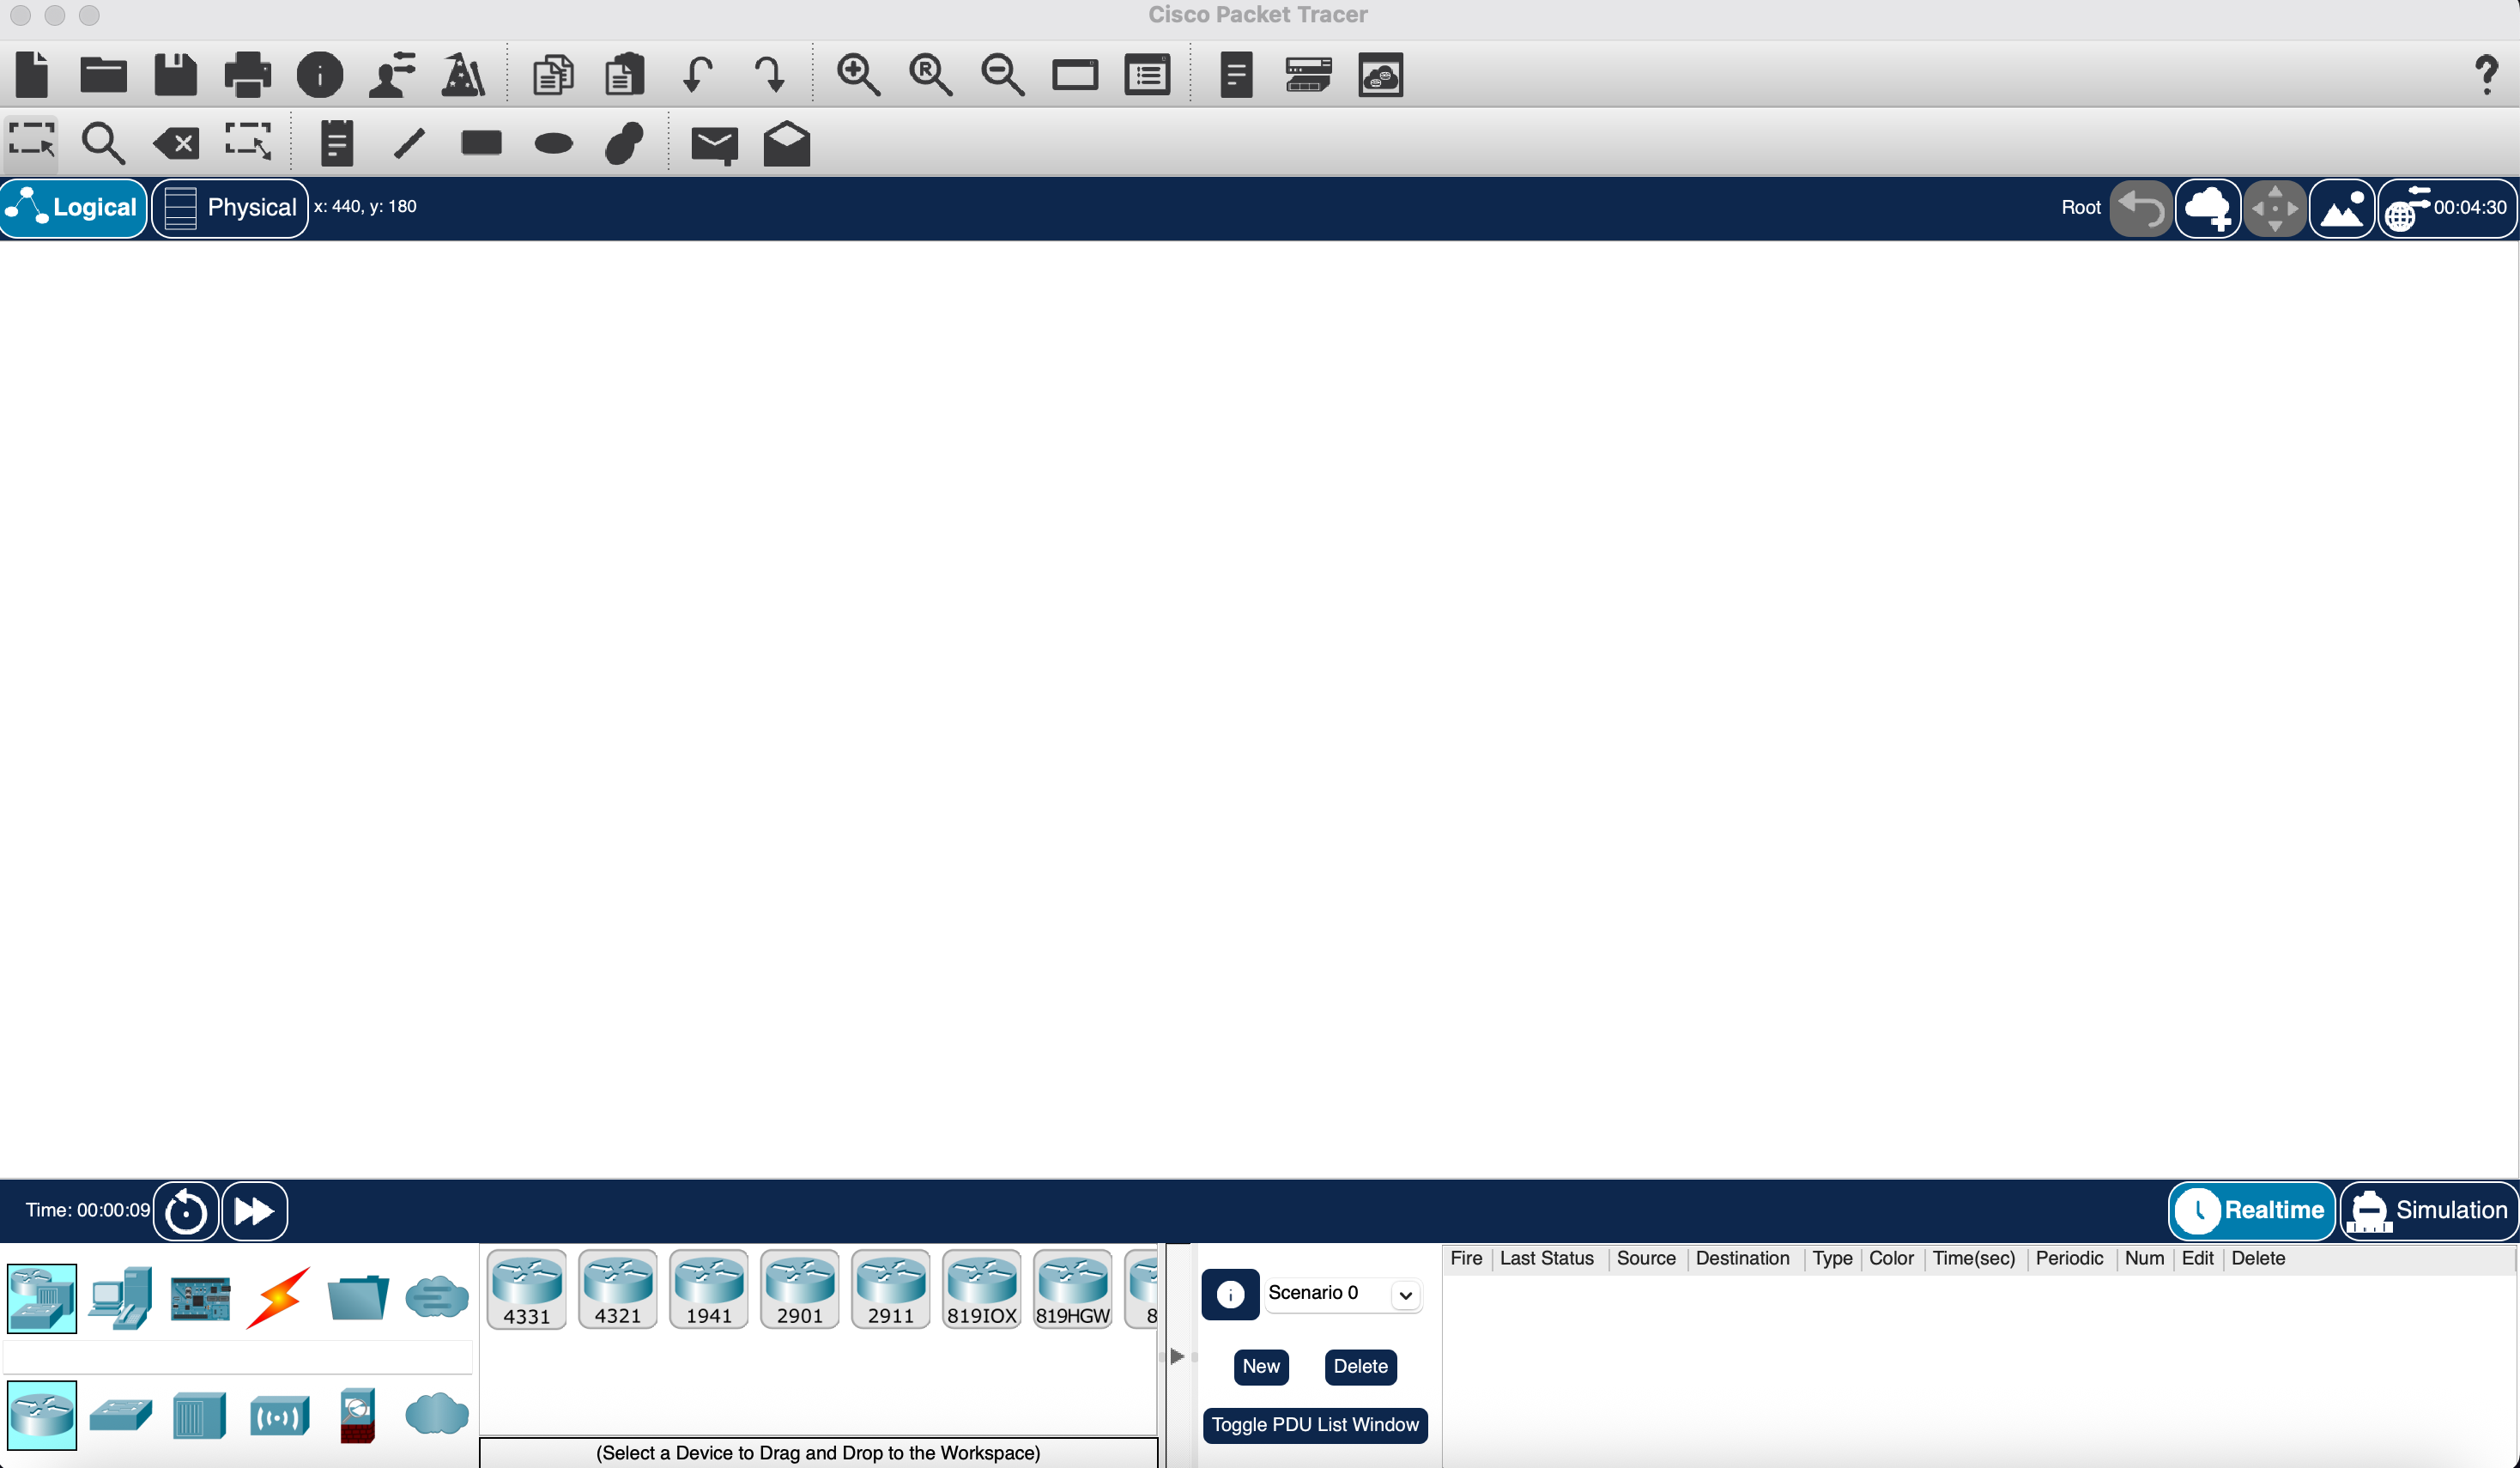 Cisco Packet Tracer
Logical
Physical
x: 440, y: 180
Root
00:04:30
Time: 00:00:09
Realtime
Simulation
4331
4321
1941
2901
2911
819IOX
819HGW
8
Scenario 0
New
Delete
Toggle PDU List Window
Fire Last Status Source Destination Type Color Time(sec) Periodic Num Edit Delete
(Select a Device to Drag and Drop to the Workspace)